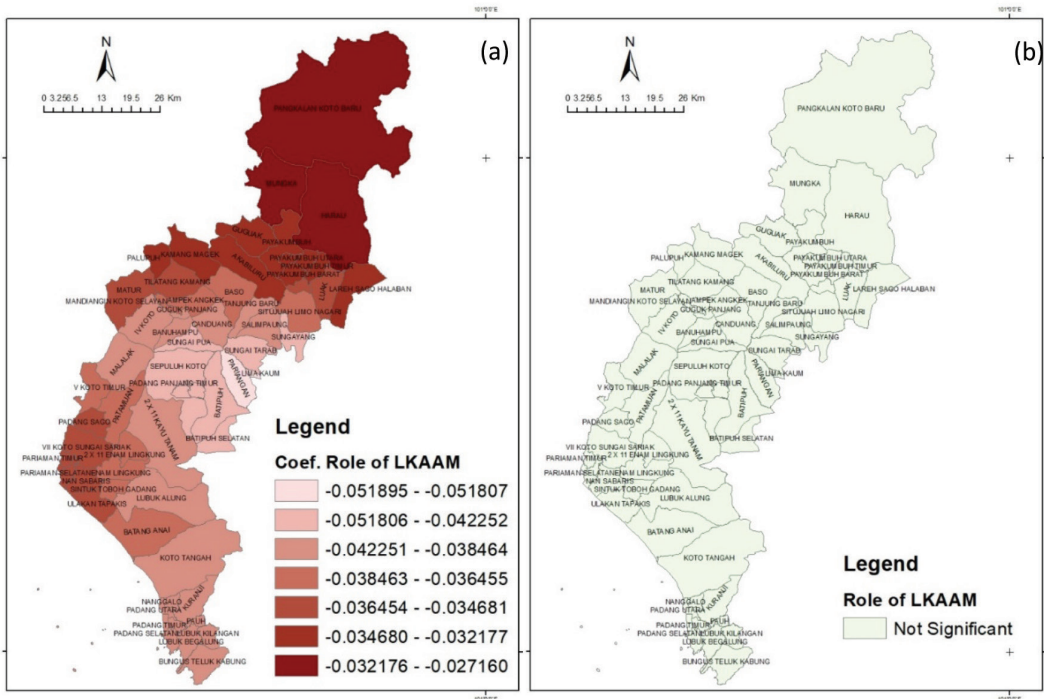 101°0'0"E
101°0'0"E
N
(a)
0 3.256.5 13 19.5 26 Km
PANGKALAN KOTO BARU
MUNGKA
HARAU
GUGUAK
PAYAKUMBUH
PALUPUH
KAMANG MAGEK
AKABILURU
PAYAKUMBUH UTARA
PAYAKUMBUH TIMUR
PAYAKUMBUH BARAT
TILATANG KAMANG
LUAK
LAREH SAGO HALABAN
MATUR
BASO
MANDIANGIN KOTO SELAYAN
AMPEK ANGKEK
TANJUNG BARU
GUGUK PANJANG
SITUJUAH LIMO NAGARI
IV KOTO
CANDUANG
SALIMPAUNG
BANUHAMPU
SUNGAI PUA
SUNGAYANG
SUNGAI TARAB
MALALAK
SEPULUH KOTO
LIMA KAUM
PARIANGAN
V KOTO TIMUR
PADANG PANJANG TIMUR
PATAMUAN
BATIPUH
PADANG SAGO
2 X 11 KAYU TANAM
BATIPUH SELATAN
VII KOTO SUNGAI SARIAK
PARIAMAN TIMUR
2 X 11 ENAM LINGKUNG
PARIAMAN SELATAN
ENAM LINGKUNG
NAN SABARIS
SINTUK TOBOH GADANG
ULAKAN TAPAKIS
LUBUK ALUNG
BATANG ANAI
KOTO TANGAH
NANGGALO
KURANJI
PADANG UTARA
PADANG TIMUR
PAUH
PADANG SELATAN
LUBUK KILANGAN
LUBUK BEGALUNG
BUNGUS TELUK KABUNG
Legend
Coef. Role of LKAAM
-0.051895 - -0.051807
-0.051806 - -0.042252
-0.042251 - -0.038464
-0.038463 - -0.036455
-0.036454 - -0.034681
-0.034680 - -0.032177
-0.032176 - -0.027160
N
(b)
0 3.256.5 13 19.5 26 Km
PANGKALAN KOTO BARU
MUNGKA
HARAU
GUGUAK
PAYAKUMBUH
PALUPUH
KAMANG MAGEK
AKABILURU
PAYAKUMBUH UTARA
PAYAKUMBUH TIMUR
PAYAKUMBUH BARAT
TILATANG KAMANG
LUAK
LAREH SAGO HALABAN
MATUR
BASO
MANDIANGIN KOTO SELAYAN
AMPEK ANGKEK
TANJUNG BARU
GUGUK PANJANG
SITUJUAH LIMO NAGARI
IV KOTO
CANDUANG
SALIMPAUNG
BANUHAMPU
SUNGAI PUA
SUNGAYANG
SUNGAI TARAB
MALALAK
SEPULUH KOTO
LIMA KAUM
PARIANGAN
V KOTO TIMUR
PADANG PANJANG TIMUR
PATAMUAN
BATIPUH
PADANG SAGO
2 X 11 KAYU TANAM
BATIPUH SELATAN
VII KOTO SUNGAI SARIAK
PARIAMAN TIMUR
2 X 11 ENAM LINGKUNG
PARIAMAN SELATAN
ENAM LINGKUNG
NAN SABARIS
SINTUK TOBOH GADANG
ULAKAN TAPAKIS
LUBUK ALUNG
BATANG ANAI
KOTO TANGAH
NANGGALO
KURANJI
PADANG UTARA
PADANG TIMUR
PAUH
PADANG SELATAN
LUBUK KILANGAN
LUBUK BEGALUNG
BUNGUS TELUK KABUNG
Legend
Role of LKAAM
Not Significant